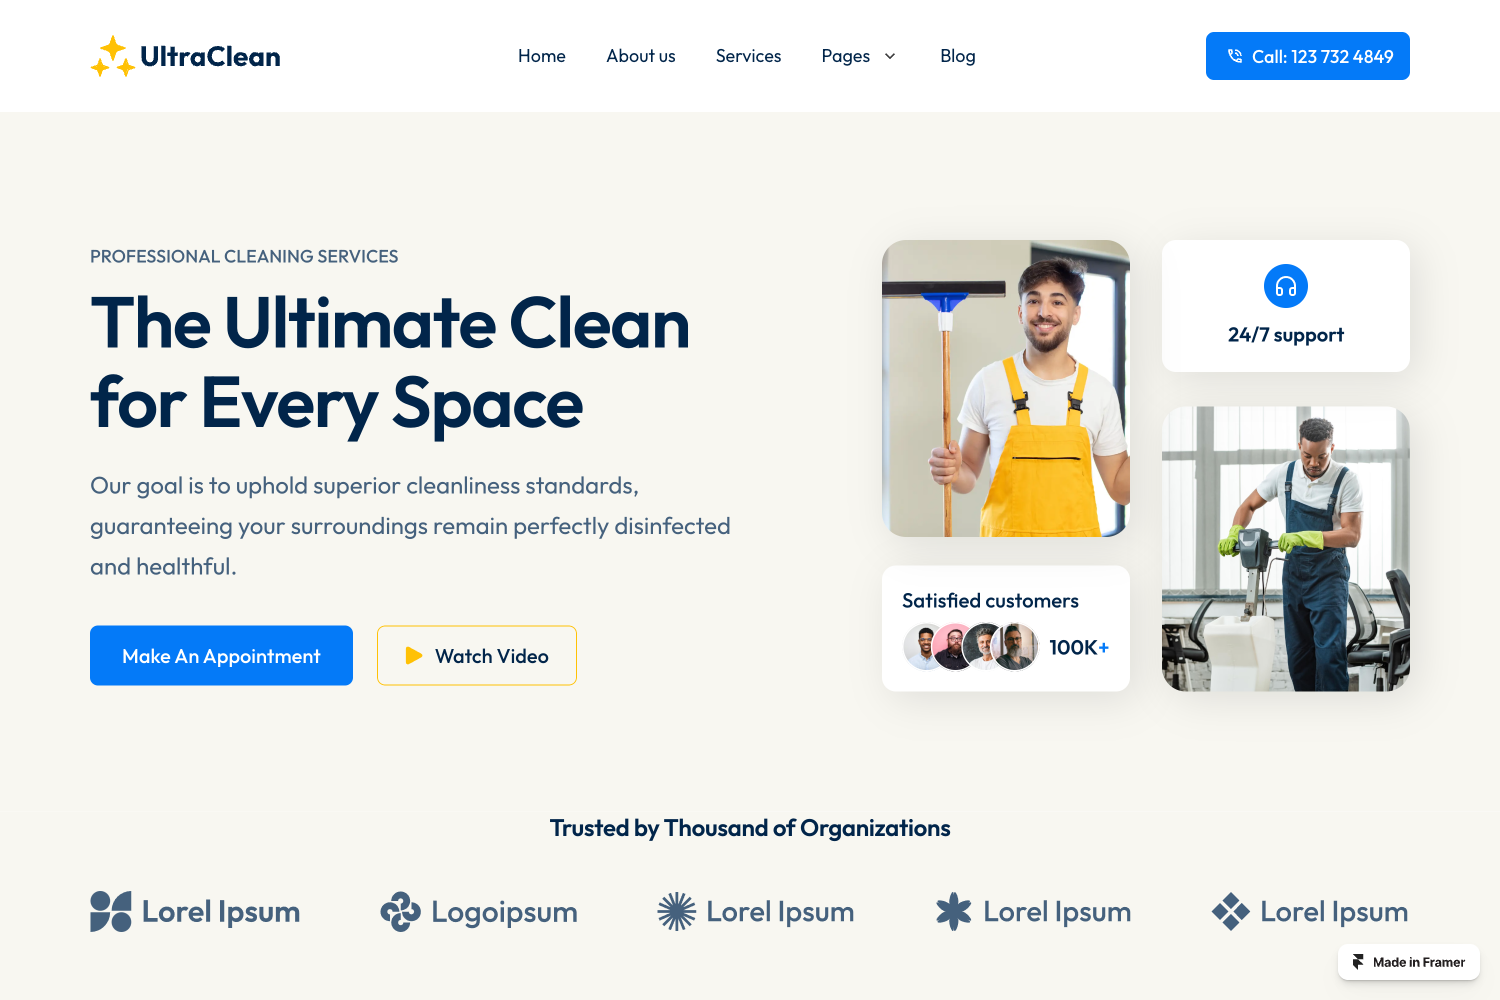 UltraClean
Home
About us
Services
Pages
Blog
Call: 123 732 4849
PROFESSIONAL CLEANING SERVICES
The Ultimate Clean
for Every Space
Our goal is to uphold superior cleanliness standards,
guaranteeing your surroundings remain perfectly disinfected
and healthful.
Make An Appointment
Watch Video
24/7 support
Satisfied customers
100K+
Trusted by Thousand of Organizations
Lorel Ipsum
Logoipsum
Lorel Ipsum
Lorel Ipsum
Lorel Ipsum
Made in Framer